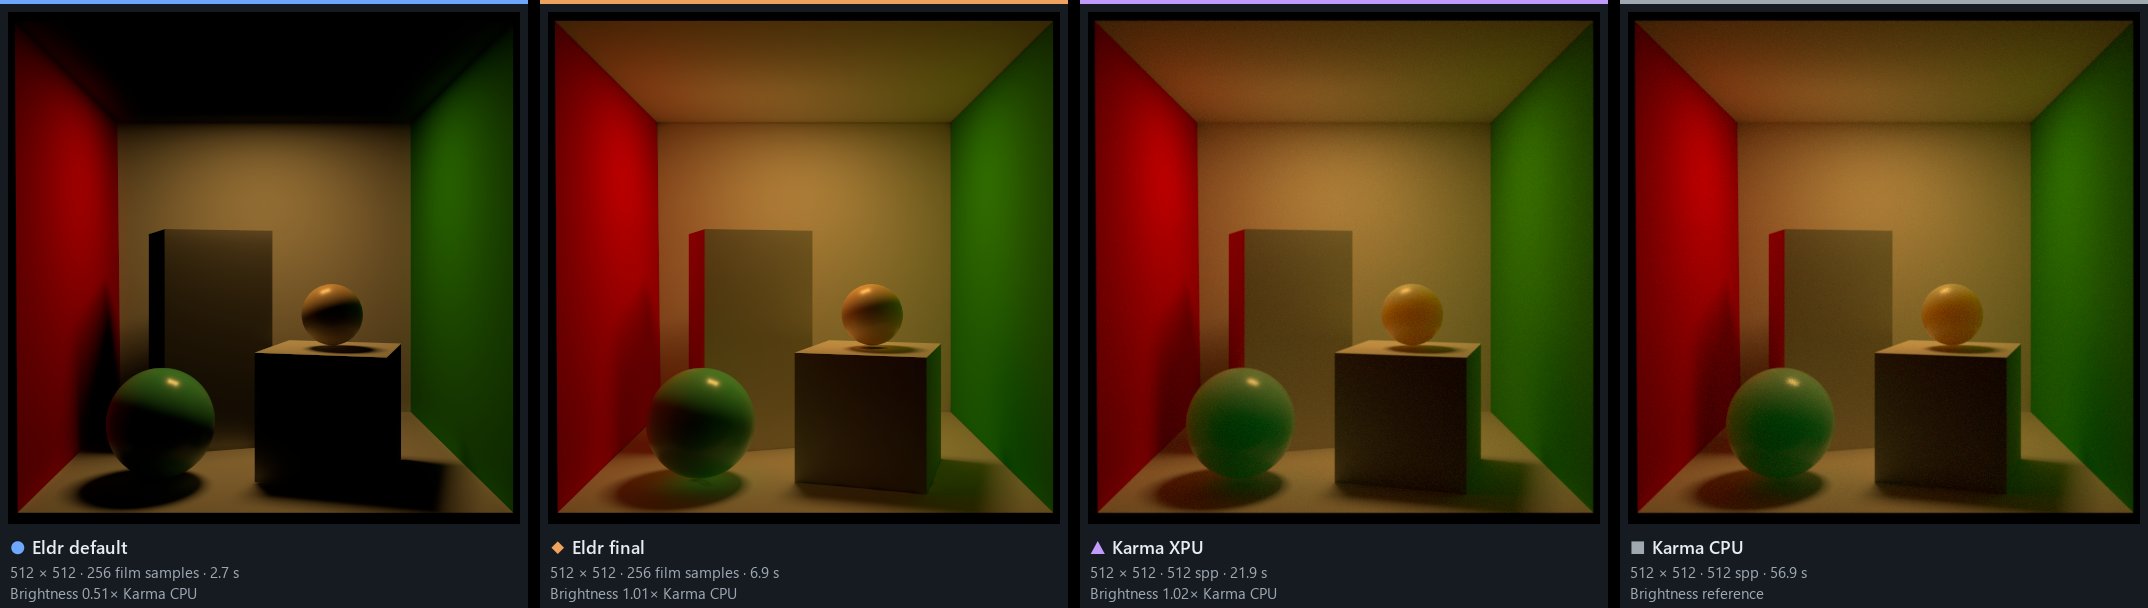 Eldr default
512 × 512 · 256 film samples · 2.7 s
Brightness 0.51× Karma CPU
Eldr final
512 × 512 · 256 film samples · 6.9 s
Brightness 1.01× Karma CPU
Karma XPU
512 × 512 · 512 spp · 21.9 s
Brightness 1.02× Karma CPU
Karma CPU
512 × 512 · 512 spp · 56.9 s
Brightness reference